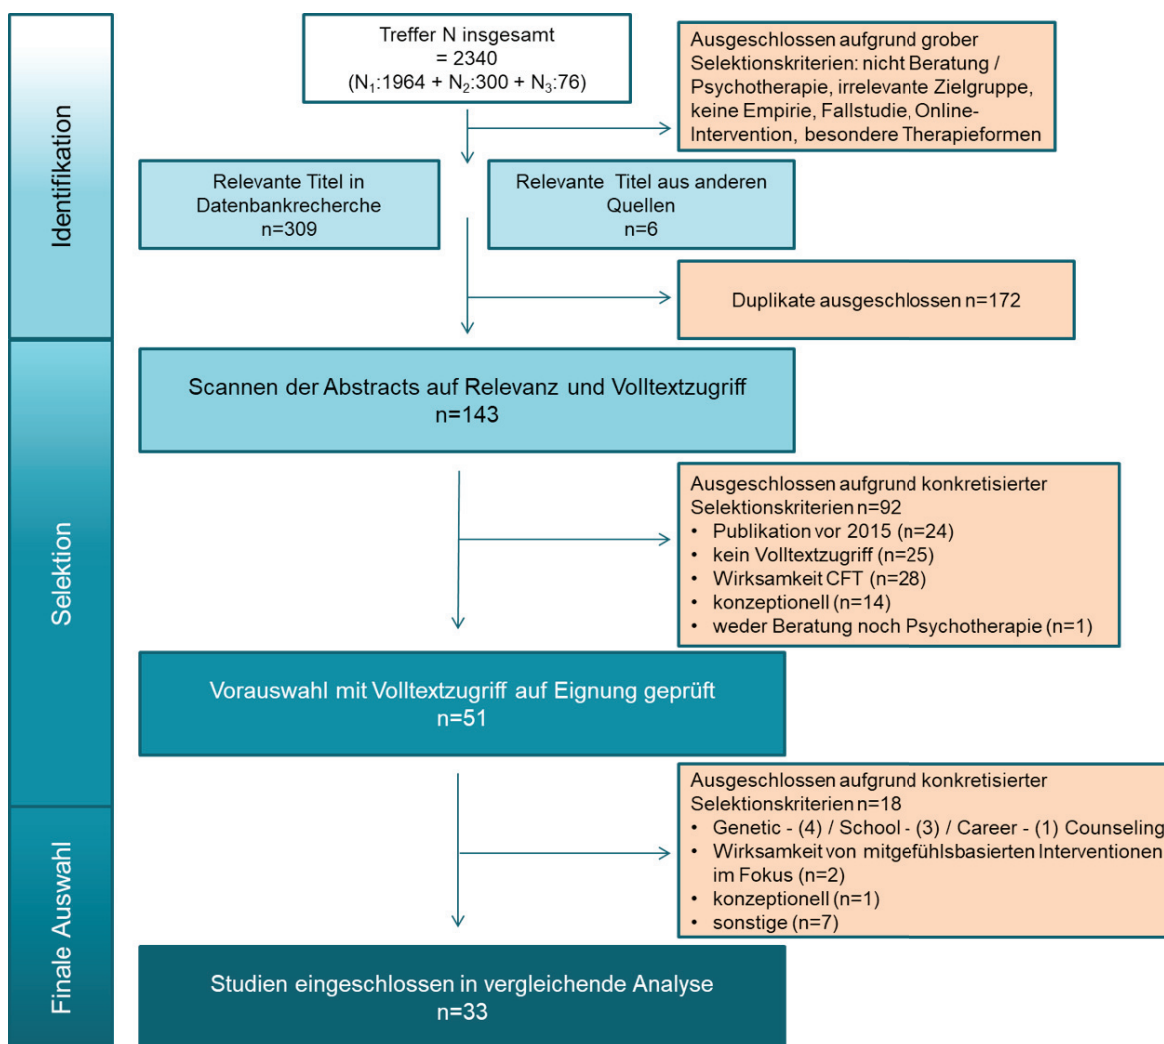 Identifikation
Treffer N insgesamt
= 2340
(N₁:1964 + N₂:300 + N₃:76)
Ausgeschlossen aufgrund grober
Selektionskriterien: nicht Beratung /
Psychotherapie, irrelevante Zielgruppe,
keine Empirie, Fallstudie, Online-
Intervention, besondere Therapieformen
Relevante Titel in
Datenbankrecherche
n=309
Relevante Titel aus anderen
Quellen
n=6
Duplikate ausgeschlossen n=172
Selektion
Scannen der Abstracts auf Relevanz und Volltextzugriff
n=143
Ausgeschlossen aufgrund konkretisierter
Selektionskriterien n=92
• Publikation vor 2015 (n=24)
• kein Volltextzugriff (n=25)
• Wirksamkeit CFT (n=28)
• konzeptionell (n=14)
• weder Beratung noch Psychotherapie (n=1)
Vorauswahl mit Volltextzugriff auf Eignung geprüft
n=51
Finale Auswahl
Ausgeschlossen aufgrund konkretisierter
Selektionskriterien n=18
• Genetic - (4) / School - (3) / Career - (1) Counseling
• Wirksamkeit von mitgefühlsbasierten Interventionen
im Fokus (n=2)
• konzeptionell (n=1)
• sonstige (n=7)
Studien eingeschlossen in vergleichende Analyse
n=33